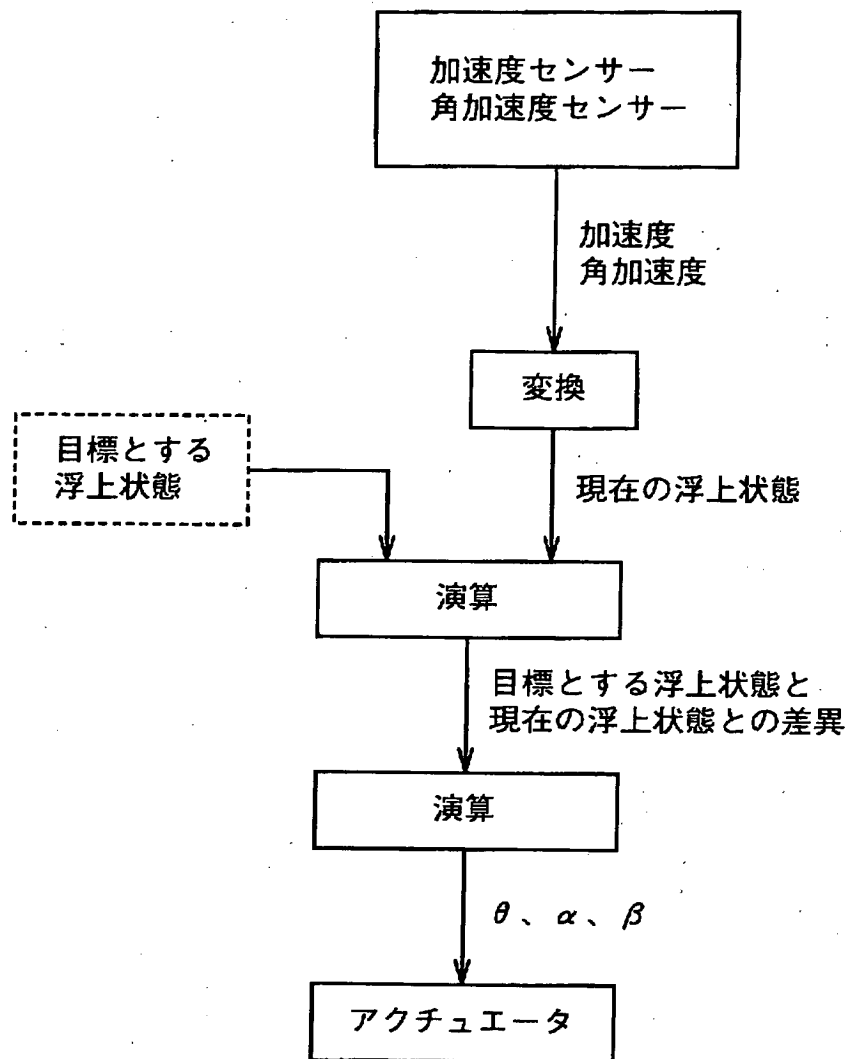 加速度センサー
角加速度センサー
加速度
角加速度
変換
目標とする
浮上状態
現在の浮上状態
演算
目標とする浮上状態と
現在の浮上状態との差異
演算
θ、α、β
アクチュエータ